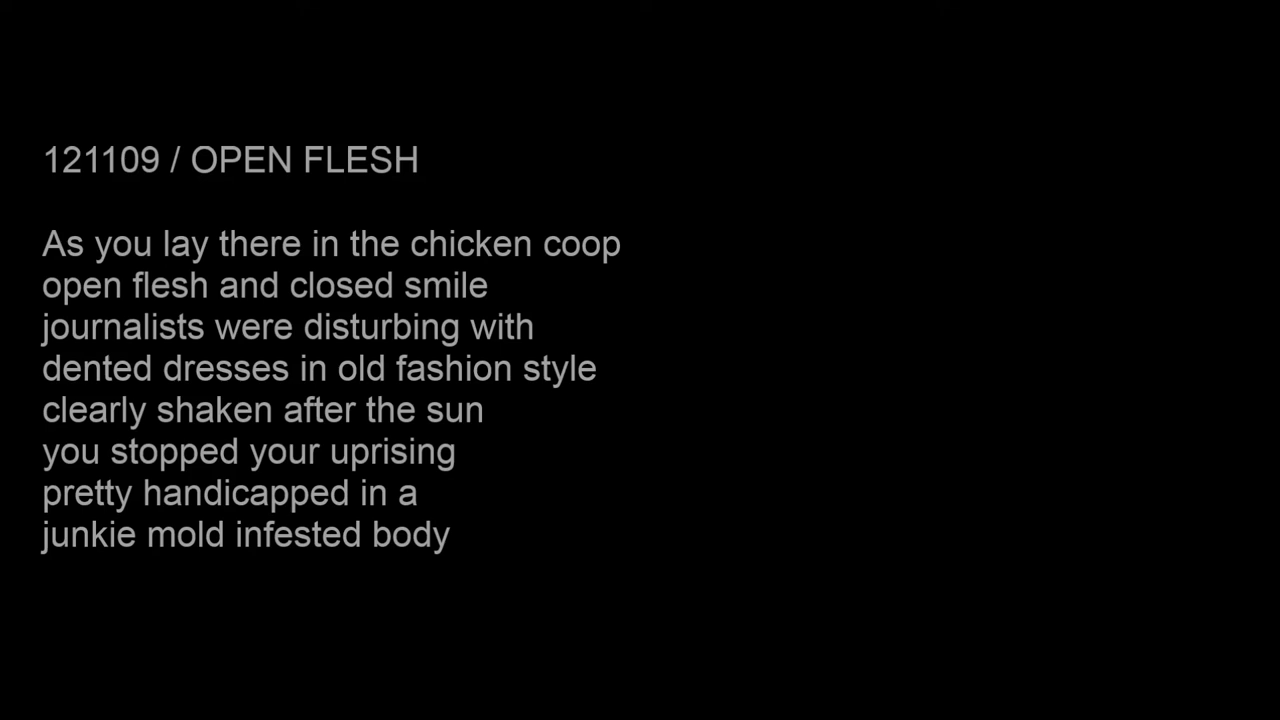 121109 / OPEN FLESH
As you lay there in the chicken coop
open flesh and closed smile
journalists were disturbing with
dented dresses in old fashion style
clearly shaken after the sun
you stopped your uprising
pretty handicapped in a
junkie mold infested body